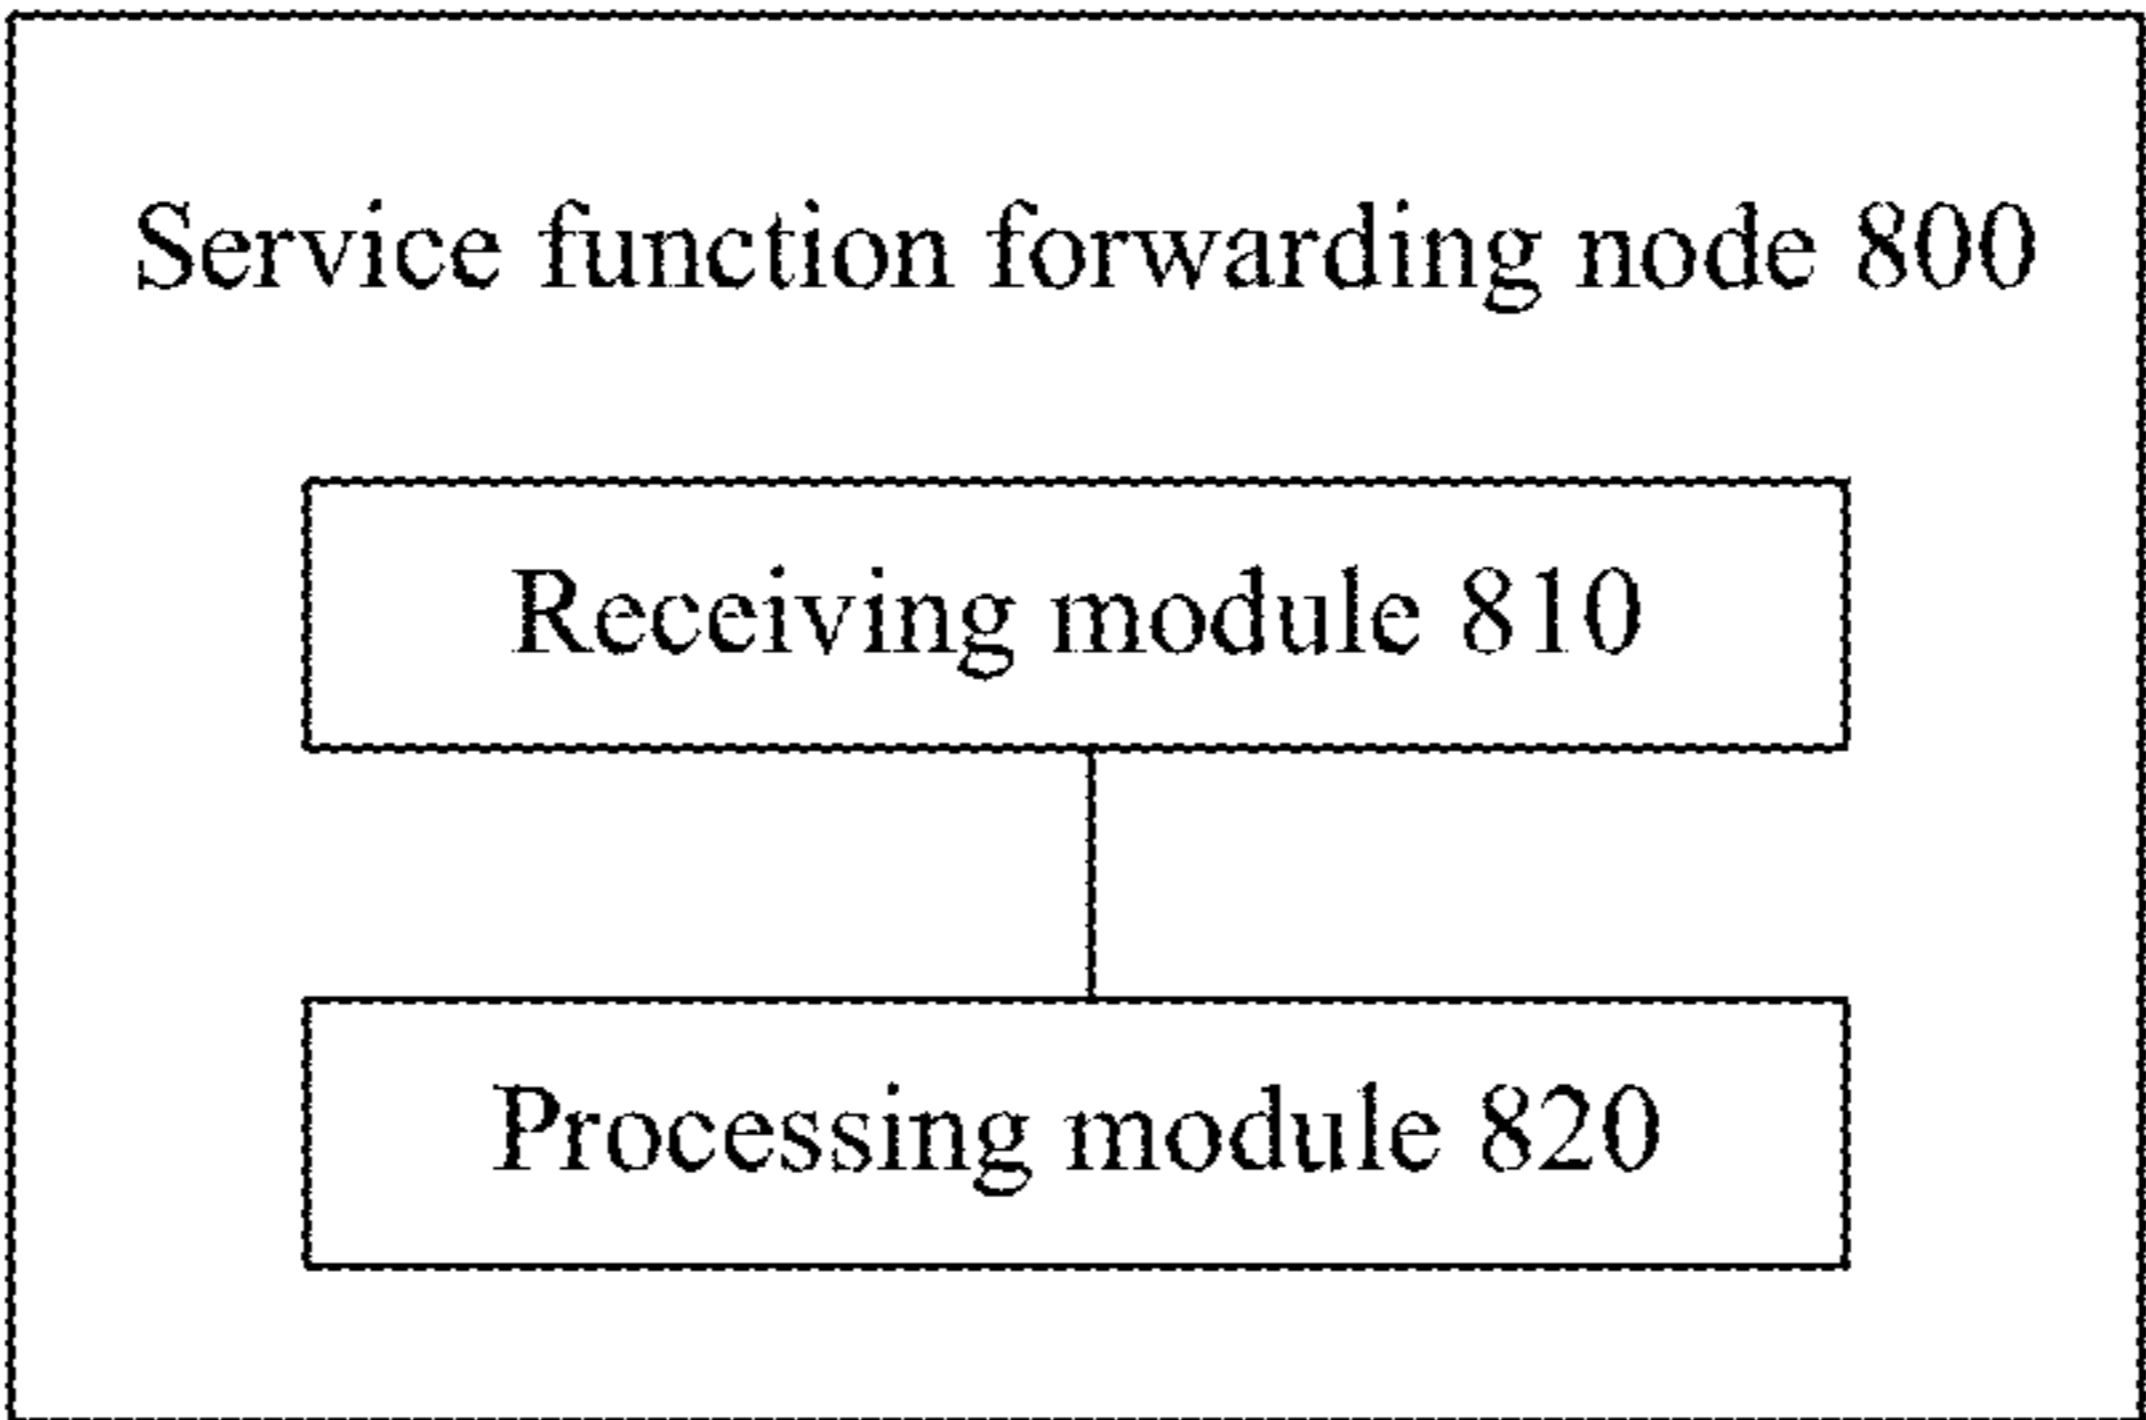 Service function forwarding node 800
Receiving module 810
Processing module 820